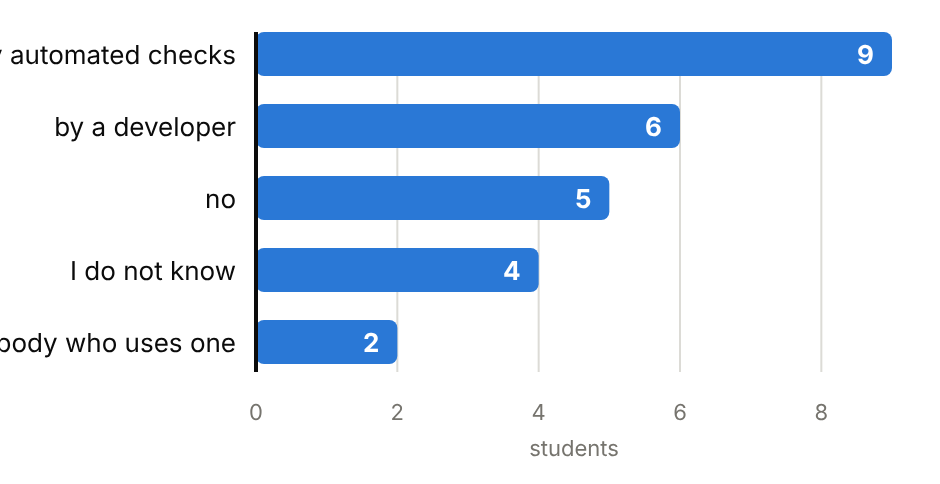 automated checks 9
by a developer 6
no 5
I do not know 4
who uses one 2
0 2 4 6 8
students